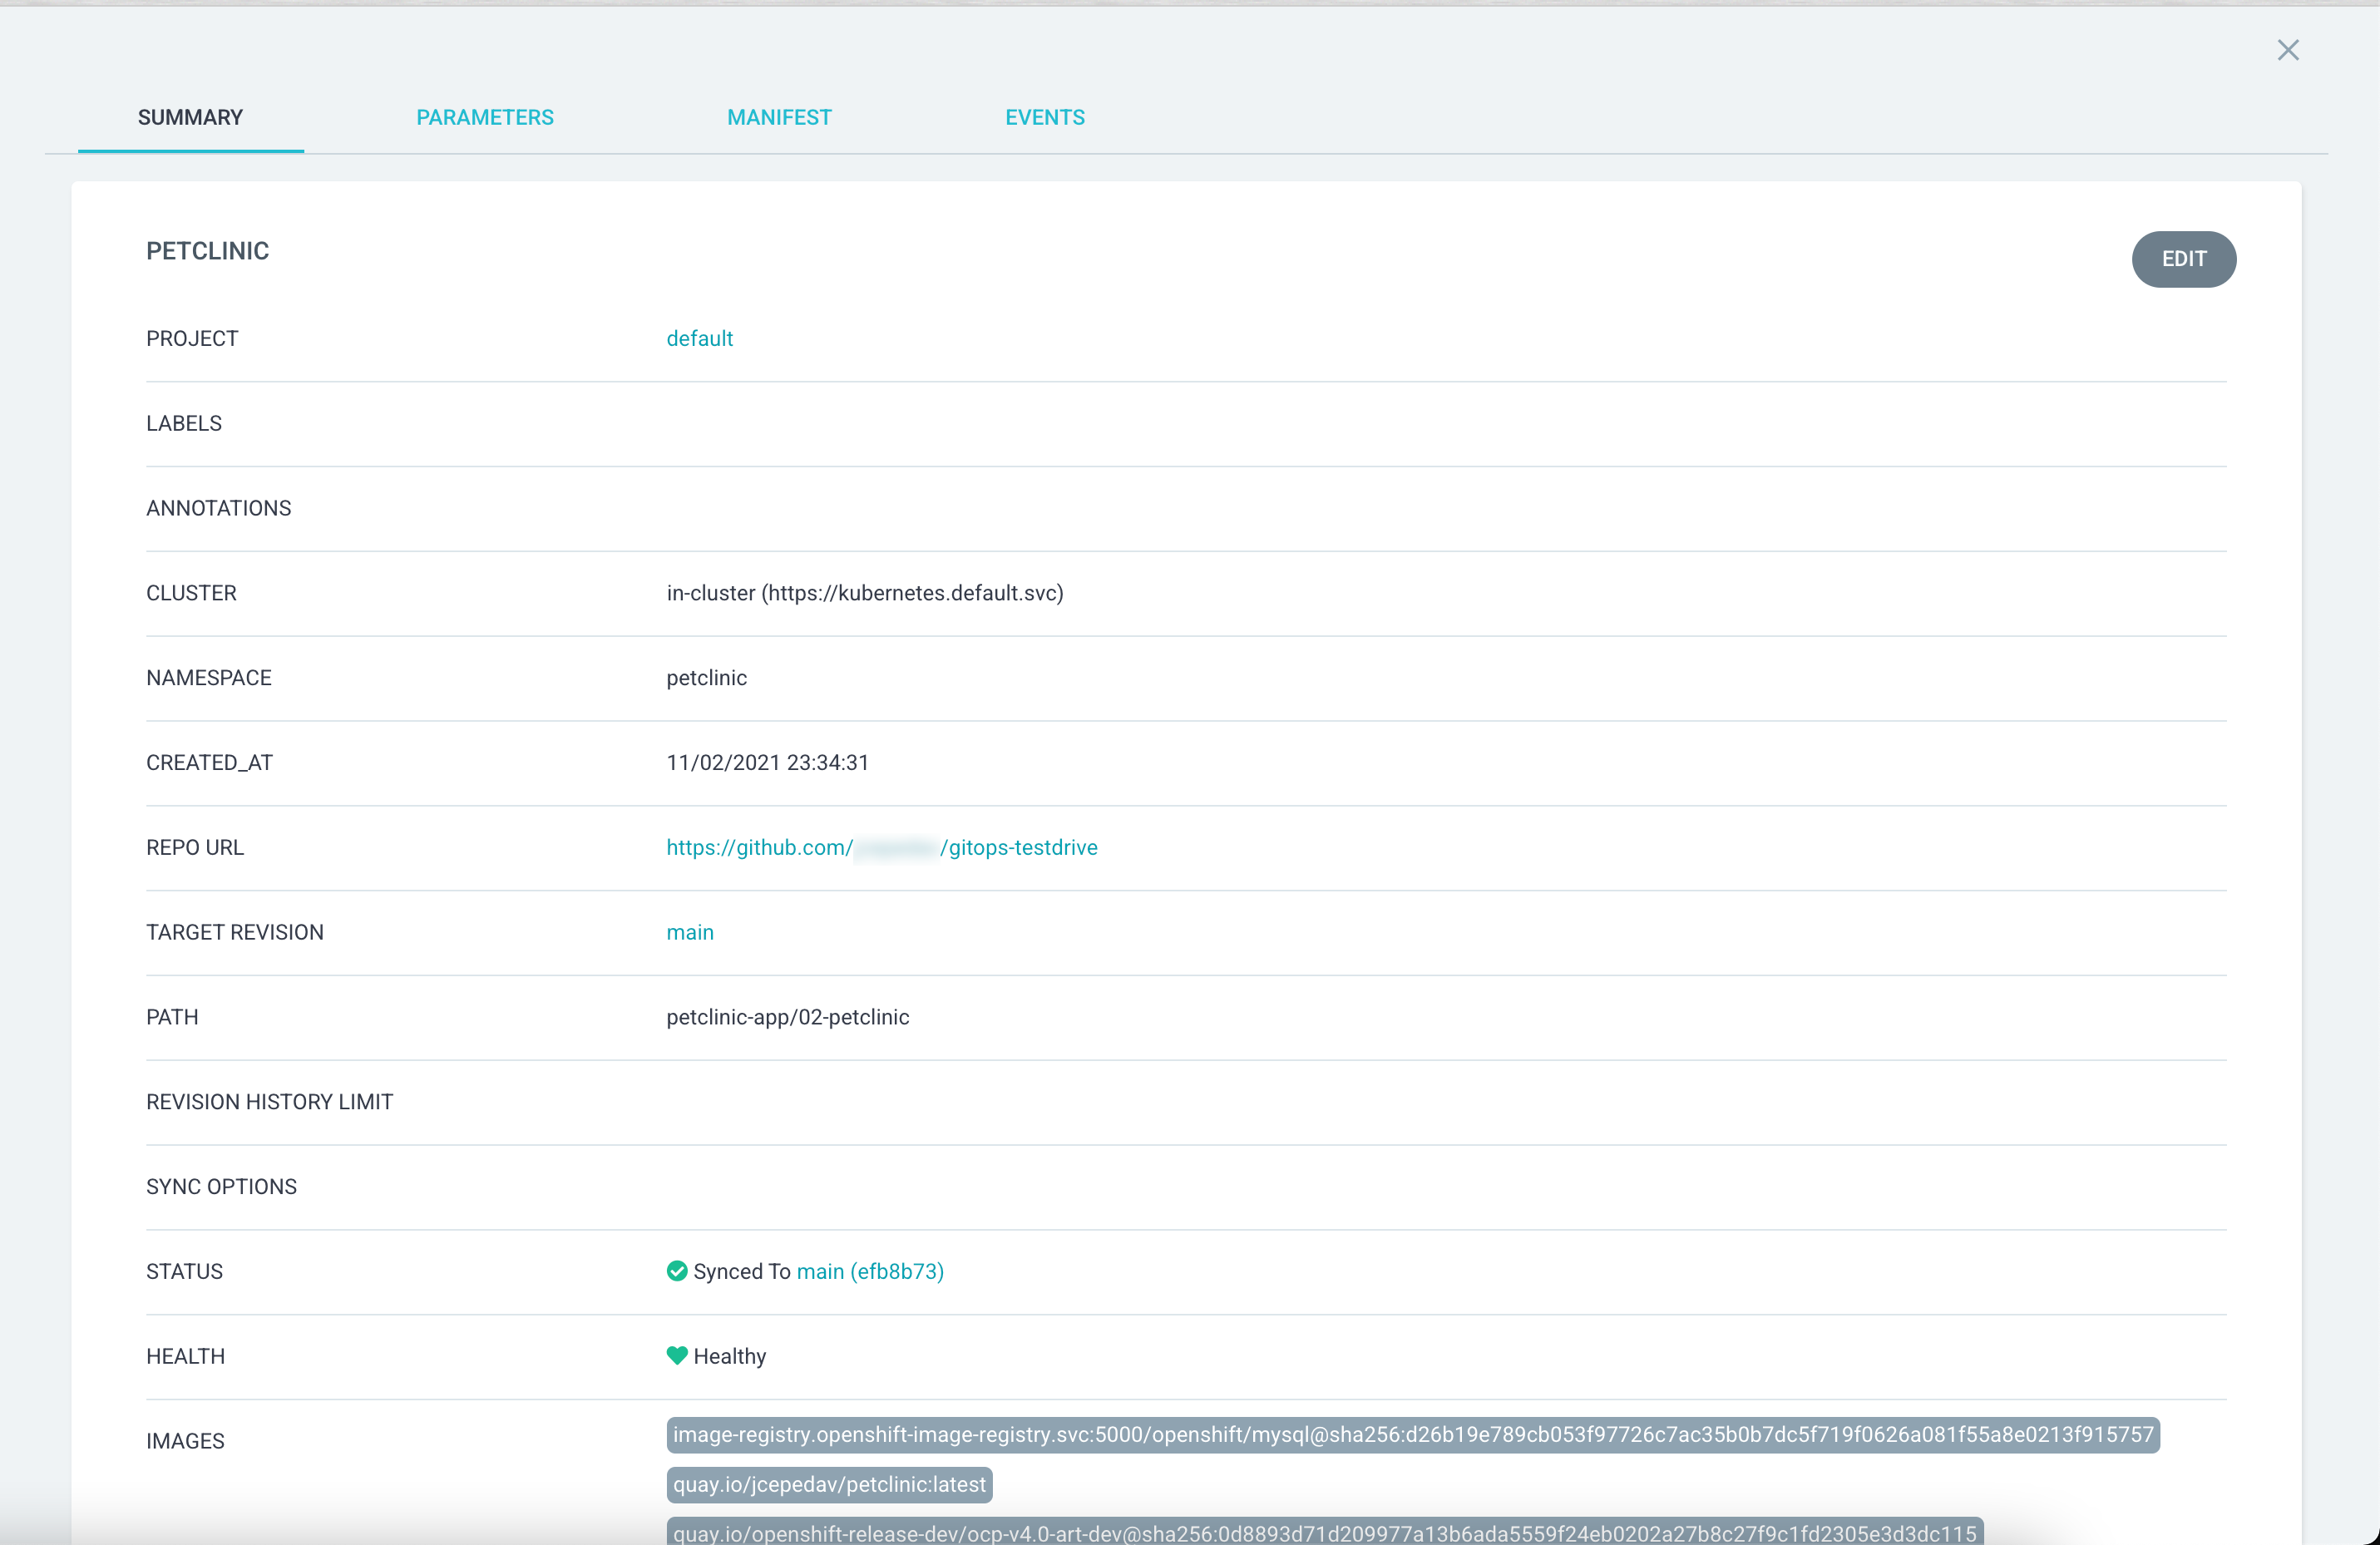 SUMMARY PARAMETERS MANIFEST EVENTS
PETCLINIC EDIT
PROJECT default
LABELS
ANNOTATIONS
CLUSTER in-cluster (https://kubernetes.default.svc)
NAMESPACE petclinic
CREATED_AT 11/02/2021 23:34:31
REPO URL https://github.com/ /gitops-testdrive
TARGET REVISION main
PATH petclinic-app/02-petclinic
REVISION HISTORY LIMIT
SYNC OPTIONS
STATUS Synced To main (efb8b73)
HEALTH Healthy
IMAGES image-registry.openshift-image-registry.svc:5000/openshift/mysql@sha256:d26b19e789cb053f97726c7ac35b0b7dc5f719f0626a081f55a8e0213f915757
quay.io/jcepedav/petclinic:latest
quay.io/openshift-release-dev/ocp-v4.0-art-dev@sha256:0d8893d71d209977a13b6ada5559f24eb0202a27b8c27f9c1fd2305e3d3dc115